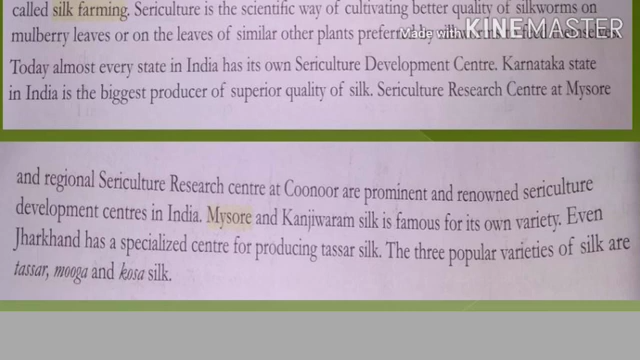 called silk farming. Sericulture is the scientific way of cultivating better quality of silkworms on
Made with KINEMASTER
mulberry leaves or on the leaves of similar other plants preferred by
Today almost every state in India has its own Sericulture Development Centre. Karnataka state
in India is the biggest producer of superior quality of silk. Sericulture Research Centre at Mysore
and regional Sericulture Research centre at Coonoor are prominent and renowned sericulture
development centres in India. Mysore and Kanjiwaram silk is famous for its own variety. Even
Jharkhand has a specialized centre for producing tassar silk. The three popular varieties of silk are
tassar, mooga and kosa silk.